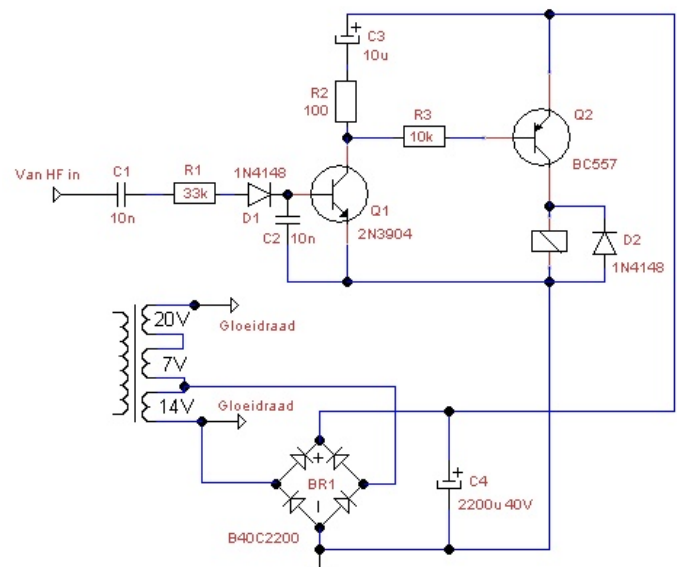 C3
10u
R2
100
R3
10k
Q2
BC557
Van HF in
C1
10n
R1
33k
1N4148
D1
C2
10n
Q1
2N3904
D2
1N4148
20V
Gloeidraad
7V
14V
Gloeidraad
BR1
B40C2200
C4
2200u 40V